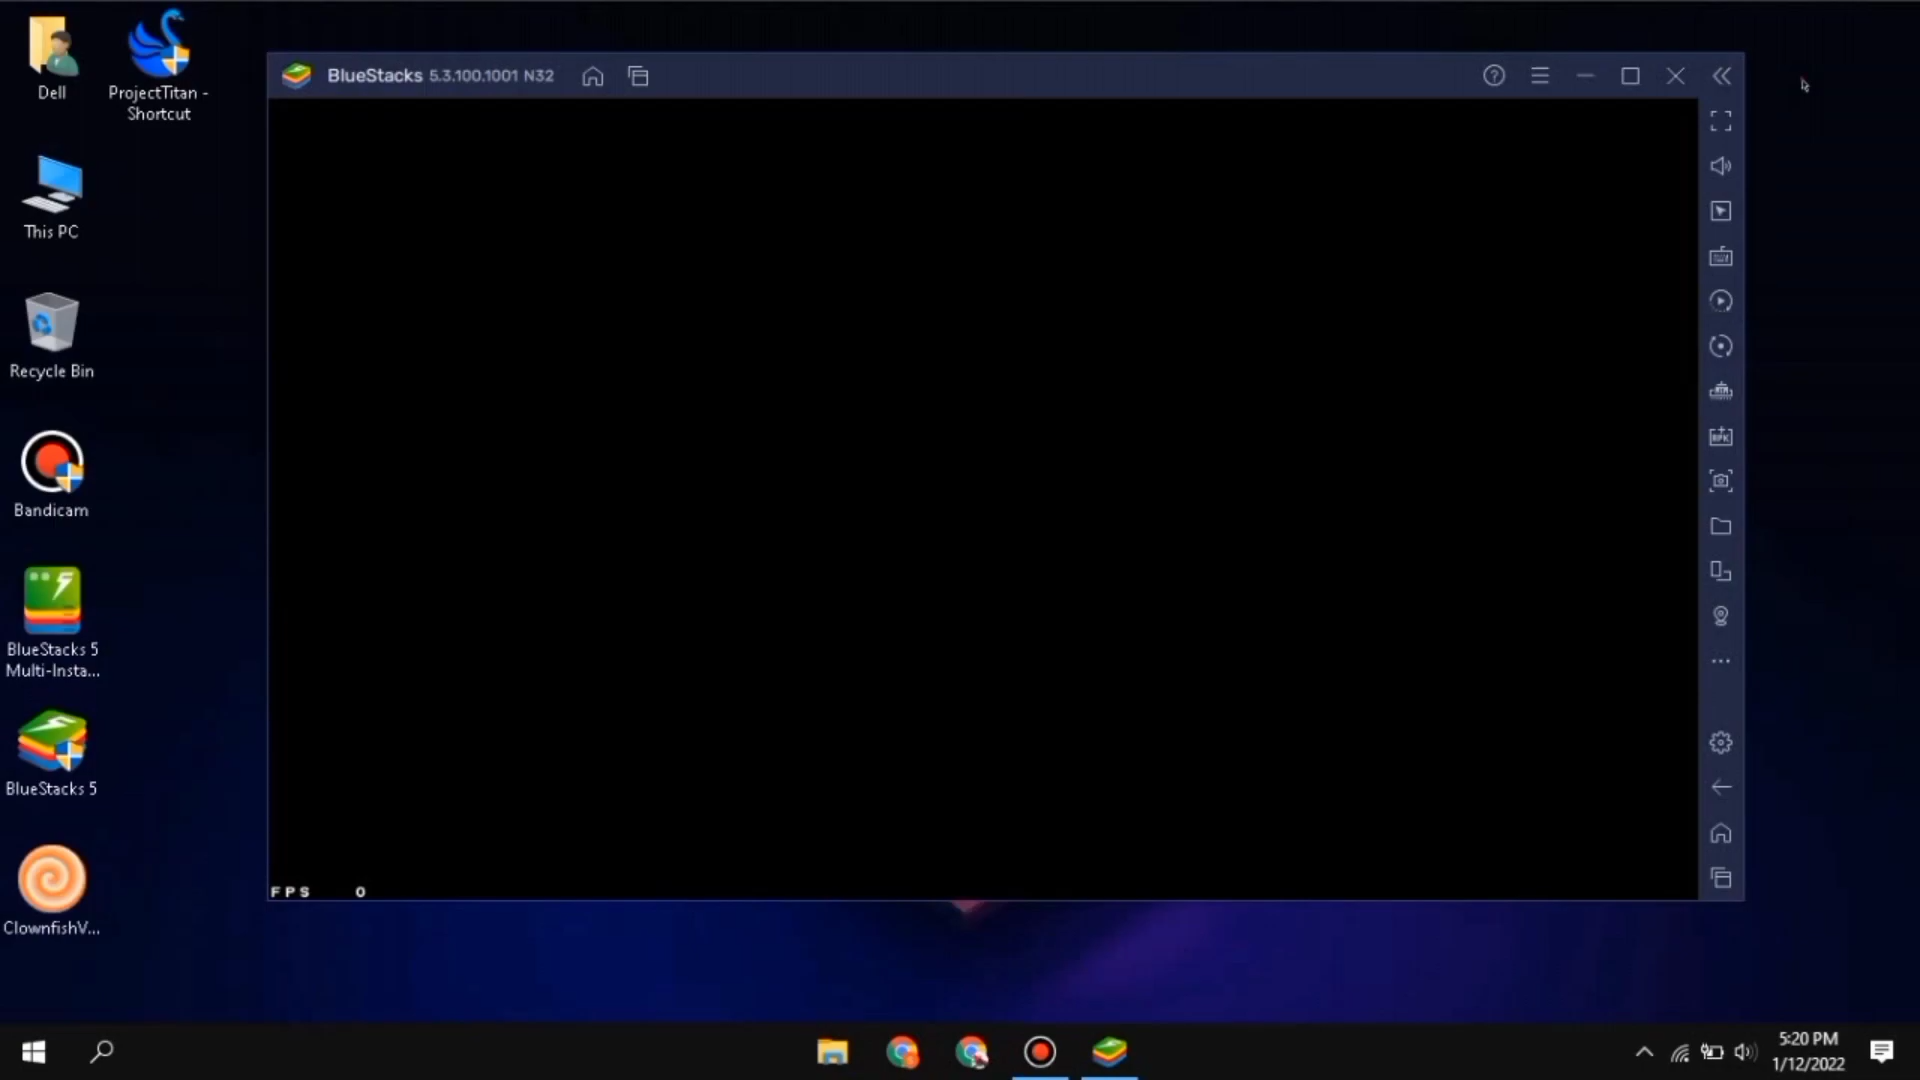 Dell
ProjectTitan -
Shortcut
This PC
Recycle Bin
Bandicam
BlueStacks 5
Multi-Insta...
BlueStacks 5
ClownfishV...
BlueStacks 5.3.100.1001 N32
FPS 0
5:20 PM
1/12/2022